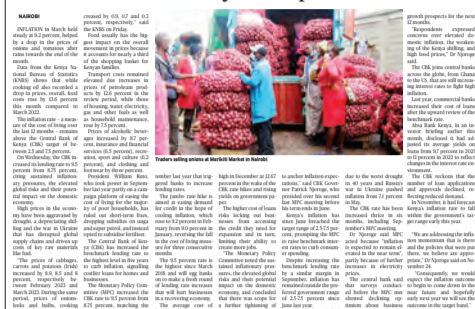 NAIROBI
INFLATION in March held
steady at 9.2 percent, helped
by a drop in the prices of
onions and tomatoes after
rises towards the end of the
month.
Data from the Kenya Na-
tional Bureau of Statistics
(KNBS) shows that while
cooking oil also recorded a
drop in prices, overall, food
costs rose by 13.6 percent
this month compared to
March 2022.
The inflation rate – a meas-
ure of the cost of living over
the last 12 months – remains
above the Central Bank of
Kenya (CBK) target of be-
tween 2.5 and 7.5 percent.
On Wednesday, the CBK in-
creased its lending rate to 9.5
percent from 8.75 percent,
citing sustained inflation-
ary pressures, the elevated
global risks and their poten-
tial impact on the domestic
economy.
High prices in the econo-
my have been aggravated by
drought, a depreciating shil-
ling and the war in Ukraine
that has disrupted global
supply chains and driven up
costs of key raw materials
like fuel.
"The prices of cabbages,
carrots and potatoes (Irish)
increased by
percent, respectively, be-
tween February 2023 and
March 2023. During the same
period, prices of onions-
leeks and bulbs, cooking
creased by 0.9, 0.7 and 0.3
percent, respectively," said
the KNBS on Friday.
Food usually has the big-
gest impact on the overall
movement in prices because
it accounts for nearly a third
of the shopping basket for
Kenyan families.
Transport costs remained
elevated due increases in
prices of petroleum prod-
ucts by 12.6 percent in the
review period, while those
of housing, water, electricity,
gas and other fuels as well
as household maintenance,
rose by 7.5 percent.
Prices of alcoholic bever-
ages increased by 6.7 per-
cent, insurance and financial
services (6.5 percent), recre-
ation, sport and culture (6.2
percent), and clothing and
footwear by three percent.
President William Ruto,
who took power in Septem-
ber last year partly on a cam-
paign platform of easing the
cost of living for the major-
ity of poor households, has
ruled out short-term fixes,
dropping subsidies on unga
and super petrol, and instead
opted to subsidise fertiliser.
The Central Bank of Ken-
ya (CBK) has increased the
benchmark lending rate to
the highest level in five years
to curb inflation, signalling
costlier loans for homes and
businesses.
The Monetary Policy Com-
mittee (MPC) increased the
CBK rate to 9.5 percent from
8.75 percent, matching the
Traders selling onions at Marikiti Market in Nairobi
tember last year that trig-
gered banks to increase
lending rates.
The jumbo rate hike is
aimed at easing demand
for credit in the hope of
cooling inflation, which
rose to 9.2 percent in Feb-
ruary from 9.0 percent in
January, reversing the fall
in the cost of living meas-
ure for three consecutive
months.
The 9.5 percent rate is
the highest since March
2018 and will egg banks
on to make a fresh round
of lending rate increases
that will hurt businesses
in a recovering economy.
The average cost of
high in December at 12.67
percent in the wake of the
CBK rate hikes and rising
yields on government pa-
per.
The higher cost of loans
risks locking out busi-
nesses from accessing
the credit they need for
expansion and in turn,
limiting their ability to
create more jobs.
"The Monetary Policy
Committee noted the sus-
tained inflationary pres-
sures, the elevated global
risks and their potential
impact on the domestic
economy, and concluded
that there was scope for
a further tightening of
to anchor inflation expec-
tations," said CBK Gover-
nor Patrick Njoroge, who
presided over his second
last MPC meeting before
his term ends in June.
Kenya's inflation has
since June breached the
target range of 2.5-7.5 per-
cent, prompting the MPC
to raise benchmark inter-
est rates to curb consum-
er spending.
Despite increasing the
benchmark lending rate
by a similar margin in
September, inflation has
remained outside the pre-
ferred government range
of 2.5-7.5 percent since
June last year.
due to the worst drought
in 40 years and Russia's
war in Ukraine pushed
inflation from 7.1 percent
in May.
The CBK rate has been
increased thrice in six
months, including Sep-
tember's MPC meeting.
Dr Njoroge said MPC
acted because "inflation
is expected to remain el-
evated in the near term",
partly because of further
increases in electricity
prices.
The central bank said
that surveys conduct-
ed before the MPC meet
showed declining op-
timism about business
growth prospects for the next
12 months.
"Respondents expressed
concerns over elevated do-
mestic inflation, the weaken-
ing of the Kenya shilling, and
high food prices," Dr Njoroge
said.
The CBK joins central banks
across the globe, from Ghana
to the US, that are still increas-
ing interest rates to fight high
inflation.
Last year, commercial banks
increased their cost of loans
after the upward review of the
benchmark rate.
Absa Bank Kenya, in an in-
vestor briefing earlier this
month, disclosed it had ad-
justed its average yields on
loans from 9.7 percent in 2021
to 11 percent in 2022 to reflect
changes in the interest rate en-
vironment.
The CBK reckons that the
number of loan applications
and approvals declined, re-
flecting reduced demand.
It had in November forecast
Kenya's inflation rate to fall
within the government's tar-
get range early this year.
"We are addressing the infla-
tion momentum that is there
and the policies that were put
there, we believe are appro-
priate," Dr Njoroge said on No-
vember 24.
"Consequently, we would
expect the inflation outcome
to begin to come down in the
near future and hopefully
early next year we will see the
outcome in the target band."